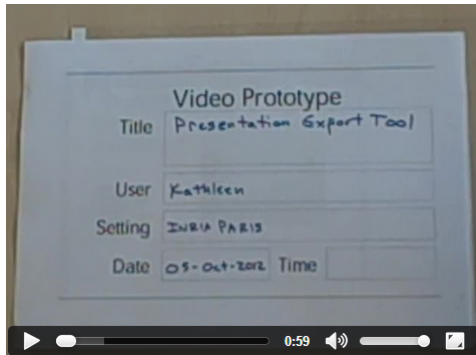 Video Prototype
Title Presentation Export Tool
User Kathleen
Setting INRIA PARIS
Date 05-Oct-2012 Time
0:59